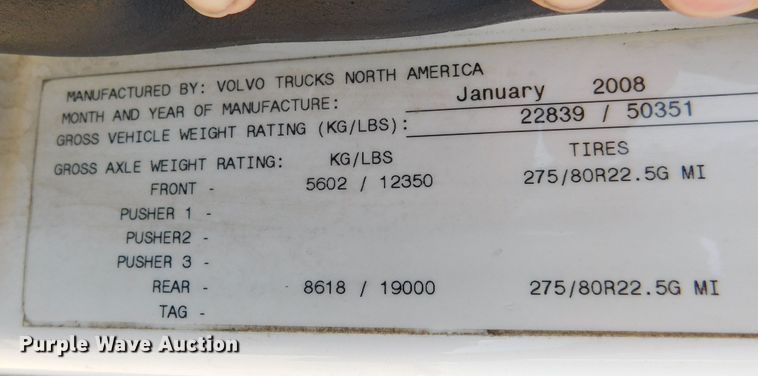 MANUFACTURED BY: VOLVO TRUCKS NORTH AMERICA
MONTH AND YEAR OF MANUFACTURE: January 2008
GROSS VEHICLE WEIGHT RATING (KG/LBS): 22839 / 50351
GROSS AXLE WEIGHT RATING: KG/LBS TIRES
FRONT - 5602 / 12350 275/80R22.5G MI
PUSHER 1 -
PUSHER2 -
PUSHER 3 -
REAR - 8618 / 19000 275/80R22.5G MI
TAG -
Purple Wave Auction